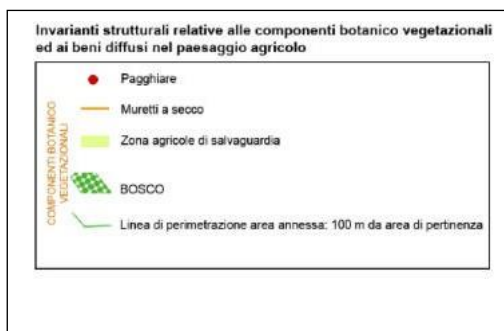 Invarianti strutturali relative alle componenti botanico vegetazionali
ed ai beni diffusi nel paesaggio agricolo
COMPONENTI BOTANICO
VEGETAZIONALI
Pagghiare
Muretti a secco
Zona agricole di salvaguardia
BOSCO
Linea di perimetrazione area annessa: 100 m da area di pertinenza